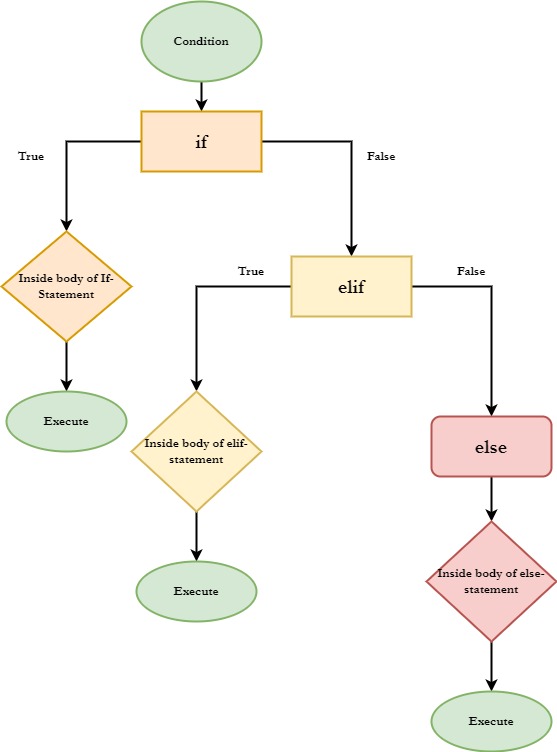 Condition
if
True
False
Inside body of If-
Statement
True
elif
False
Execute
Inside body of elif-
statement
else
Execute
Inside body of else-
statement
Execute